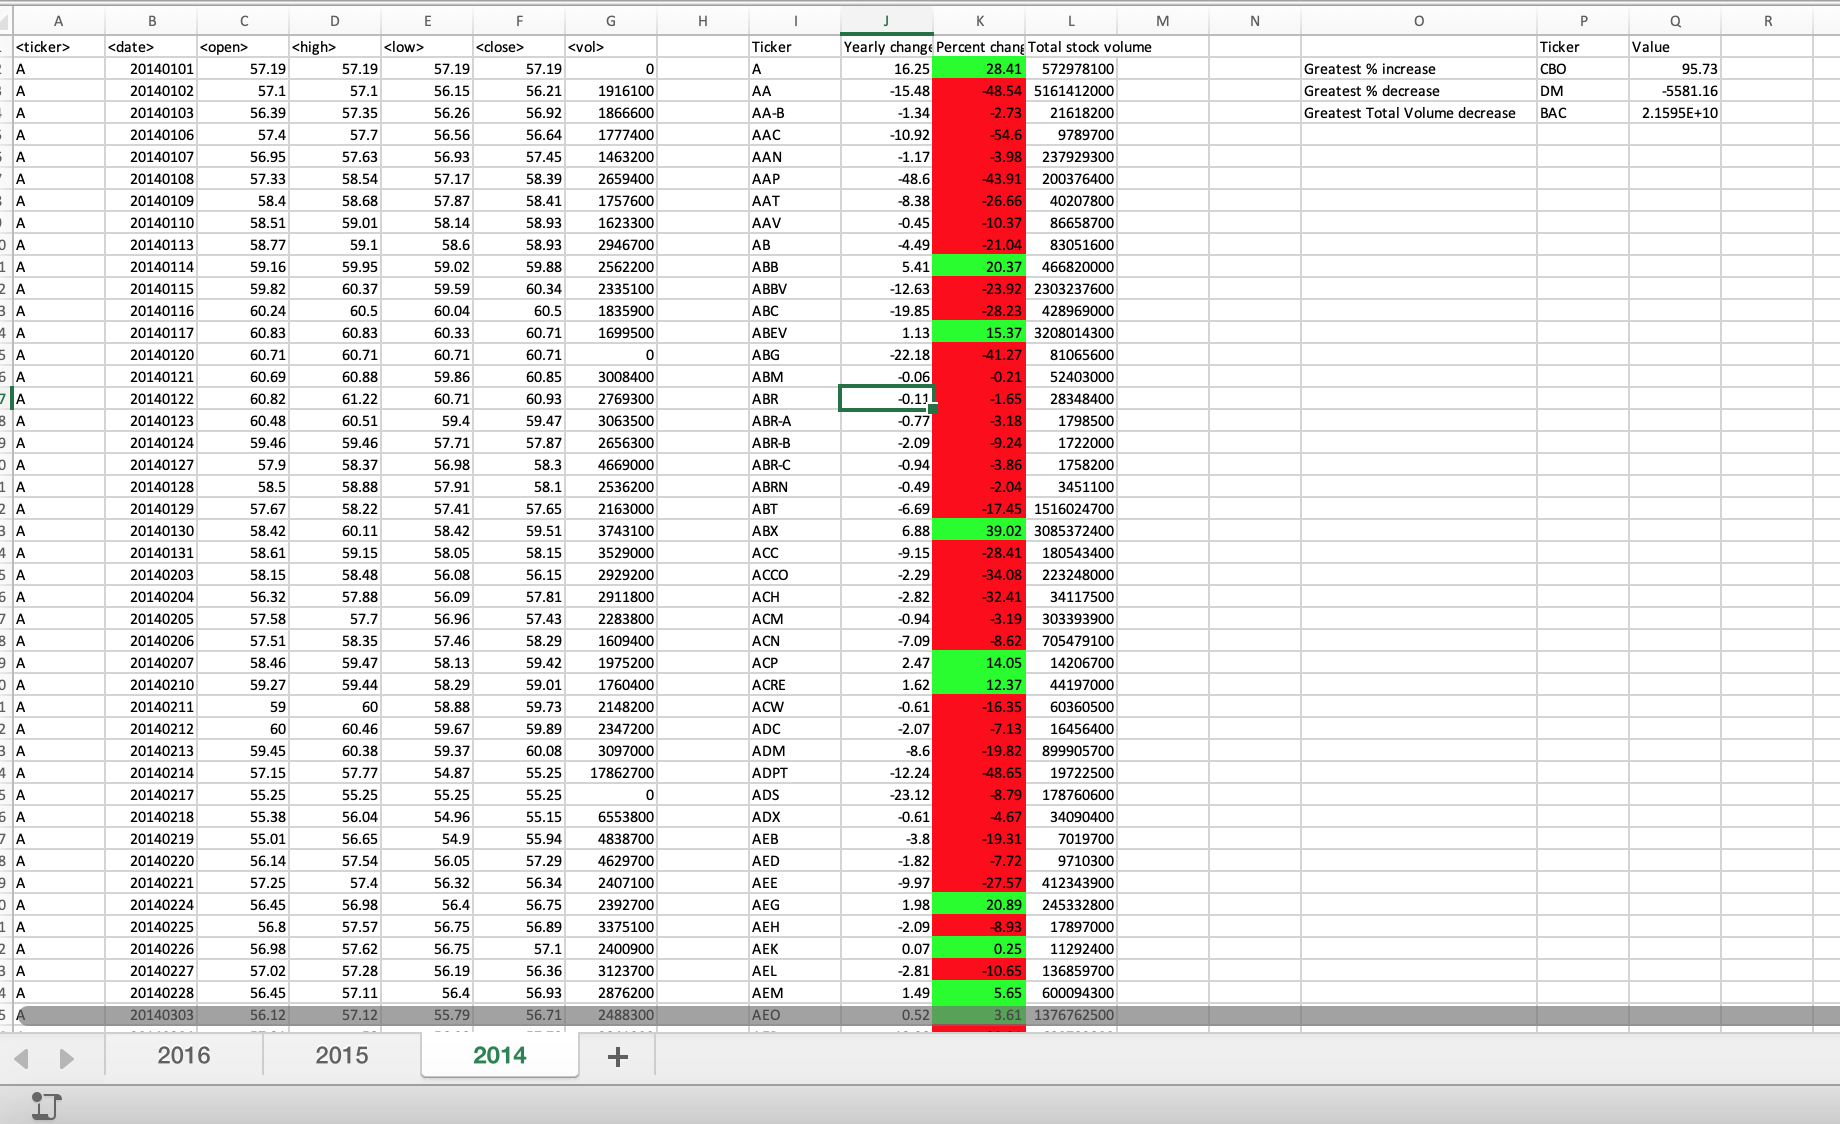 A B C D E F G H I J K L M N O P Q R
<ticker> <date> <open> <high> <low> <close> <vol> Ticker Yearly change Percent chang Total stock volume Ticker Value
A 20140101 57.19 57.19 57.19 57.19 0 A 16.25 28.41 572978100 Greatest % increase CBO 95.73
A 20140102 57.1 57.1 56.15 56.21 1916100 AA -15.48 -48.54 5161412000 Greatest % decrease DM -5581.16
A 20140103 56.39 57.35 56.26 56.92 1866600 AA-B -1.34 -2.73 21618200 Greatest Total Volume decrease BAC 2.1595E+10
A 20140106 57.4 57.7 56.56 56.64 1777400 AAC -10.92 -54.6 9789700
A 20140107 56.95 57.63 56.93 57.45 1463200 AAN -1.17 -3.98 237929300
A 20140108 57.33 58.54 57.17 58.39 2659400 AAP -48.6 -43.91 200376400
A 20140109 58.4 58.68 57.87 58.41 1757600 AAT -8.38 -26.66 40207800
A 20140110 58.51 59.01 58.14 58.93 1623300 AAV -0.45 -10.37 86658700
A 20140113 58.77 59.1 58.6 58.93 2946700 AB -4.49 -21.04 83051600
A 20140114 59.16 59.95 59.02 59.88 2562200 ABB 5.41 20.37 466820000
A 20140115 59.82 60.37 59.59 60.34 2335100 ABBV -12.63 -23.92 2303237600
A 20140116 60.24 60.5 60.04 60.5 1835900 ABC -19.85 -28.23 428969000
A 20140117 60.83 60.83 60.33 60.71 1699500 ABEV 1.13 15.37 3208014300
A 20140120 60.71 60.71 60.71 60.71 0 ABG -22.18 -41.27 81065600
A 20140121 60.69 60.88 59.86 60.85 3008400 ABM -0.06 -0.21 52403000
A 20140122 60.82 61.22 60.71 60.93 2769300 ABR -0.11 -1.65 28348400
A 20140123 60.48 60.51 59.4 59.47 3063500 ABR-A -0.77 -3.18 1798500
A 20140124 59.46 59.46 57.71 57.87 2656300 ABR-B -2.09 -9.24 1722000
A 20140127 57.9 58.37 56.98 58.3 4669000 ABR-C -0.94 -3.86 1758200
A 20140128 58.5 58.88 57.91 58.1 2536200 ABRN -0.49 -2.04 3451100
A 20140129 57.67 58.22 57.41 57.65 2163000 ABT -6.69 -17.45 1516024700
A 20140130 58.42 60.11 58.42 59.51 3743100 ABX 6.88 39.02 3085372400
A 20140131 58.61 59.15 58.05 58.15 3529000 ACC -9.15 -28.41 180543400
A 20140203 58.15 58.48 56.08 56.15 2929200 ACCO -2.29 -34.08 223248000
A 20140204 56.32 57.88 56.09 57.81 2911800 ACH -2.82 -32.41 34117500
A 20140205 57.58 57.7 56.96 57.43 2283800 ACM -0.94 -3.19 303393900
A 20140206 57.51 58.35 57.46 58.29 1609400 ACN -7.09 -8.62 705479100
A 20140207 58.46 59.47 58.13 59.42 1975200 ACP 2.47 14.05 14206700
A 20140210 59.27 59.44 58.29 59.01 1760400 ACRE 1.62 12.37 44197000
A 20140211 59 60 58.88 59.73 2148200 ACW -0.61 -16.35 60360500
A 20140212 60 60.46 59.67 59.89 2347200 ADC -2.07 -7.13 16456400
A 20140213 59.45 60.38 59.37 60.08 3097000 ADM -8.6 -19.82 899905700
A 20140214 57.15 57.77 54.87 55.25 17862700 ADPT -12.24 -48.65 19722500
A 20140217 55.25 55.25 55.25 55.25 0 ADS -23.12 -8.79 178760600
A 20140218 55.38 56.04 54.96 55.15 6553800 ADX -0.61 -4.67 34090400
A 20140219 55.01 56.65 54.9 55.94 4838700 AEB -3.8 -19.31 7019700
A 20140220 56.14 57.54 56.05 57.29 4629700 AED -1.82 -7.72 9710300
A 20140221 57.25 57.4 56.32 56.34 2407100 AEE -9.97 -27.57 412343900
A 20140224 56.45 56.98 56.4 56.75 2392700 AEG 1.98 20.89 245332800
A 20140225 56.8 57.57 56.75 56.89 3375100 AEH -2.09 -8.93 17897000
A 20140226 56.98 57.62 56.75 57.1 2400900 AEK 0.07 0.25 11292400
A 20140227 57.02 57.28 56.19 56.36 3123700 AEL -2.81 -10.65 136859700
A 20140228 56.45 57.11 56.4 56.93 2876200 AEM 1.49 5.65 600094300
A 20140303 56.12 57.12 55.79 56.71 2488300 AEO 0.52 3.61 1376762500
2016 2015 2014 +